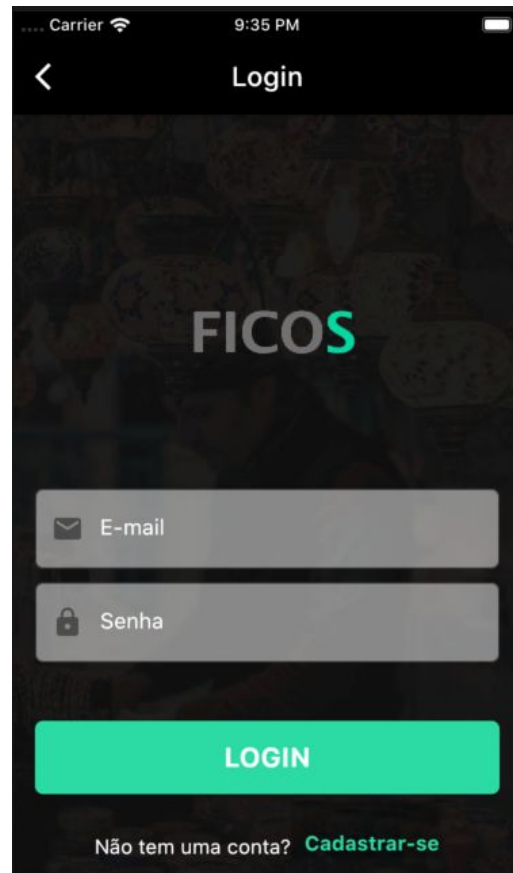 .... Carrier 9:35 PM
Login
FICOS
E-mail
Senha
LOGIN
Não tem uma conta? Cadastrar-se